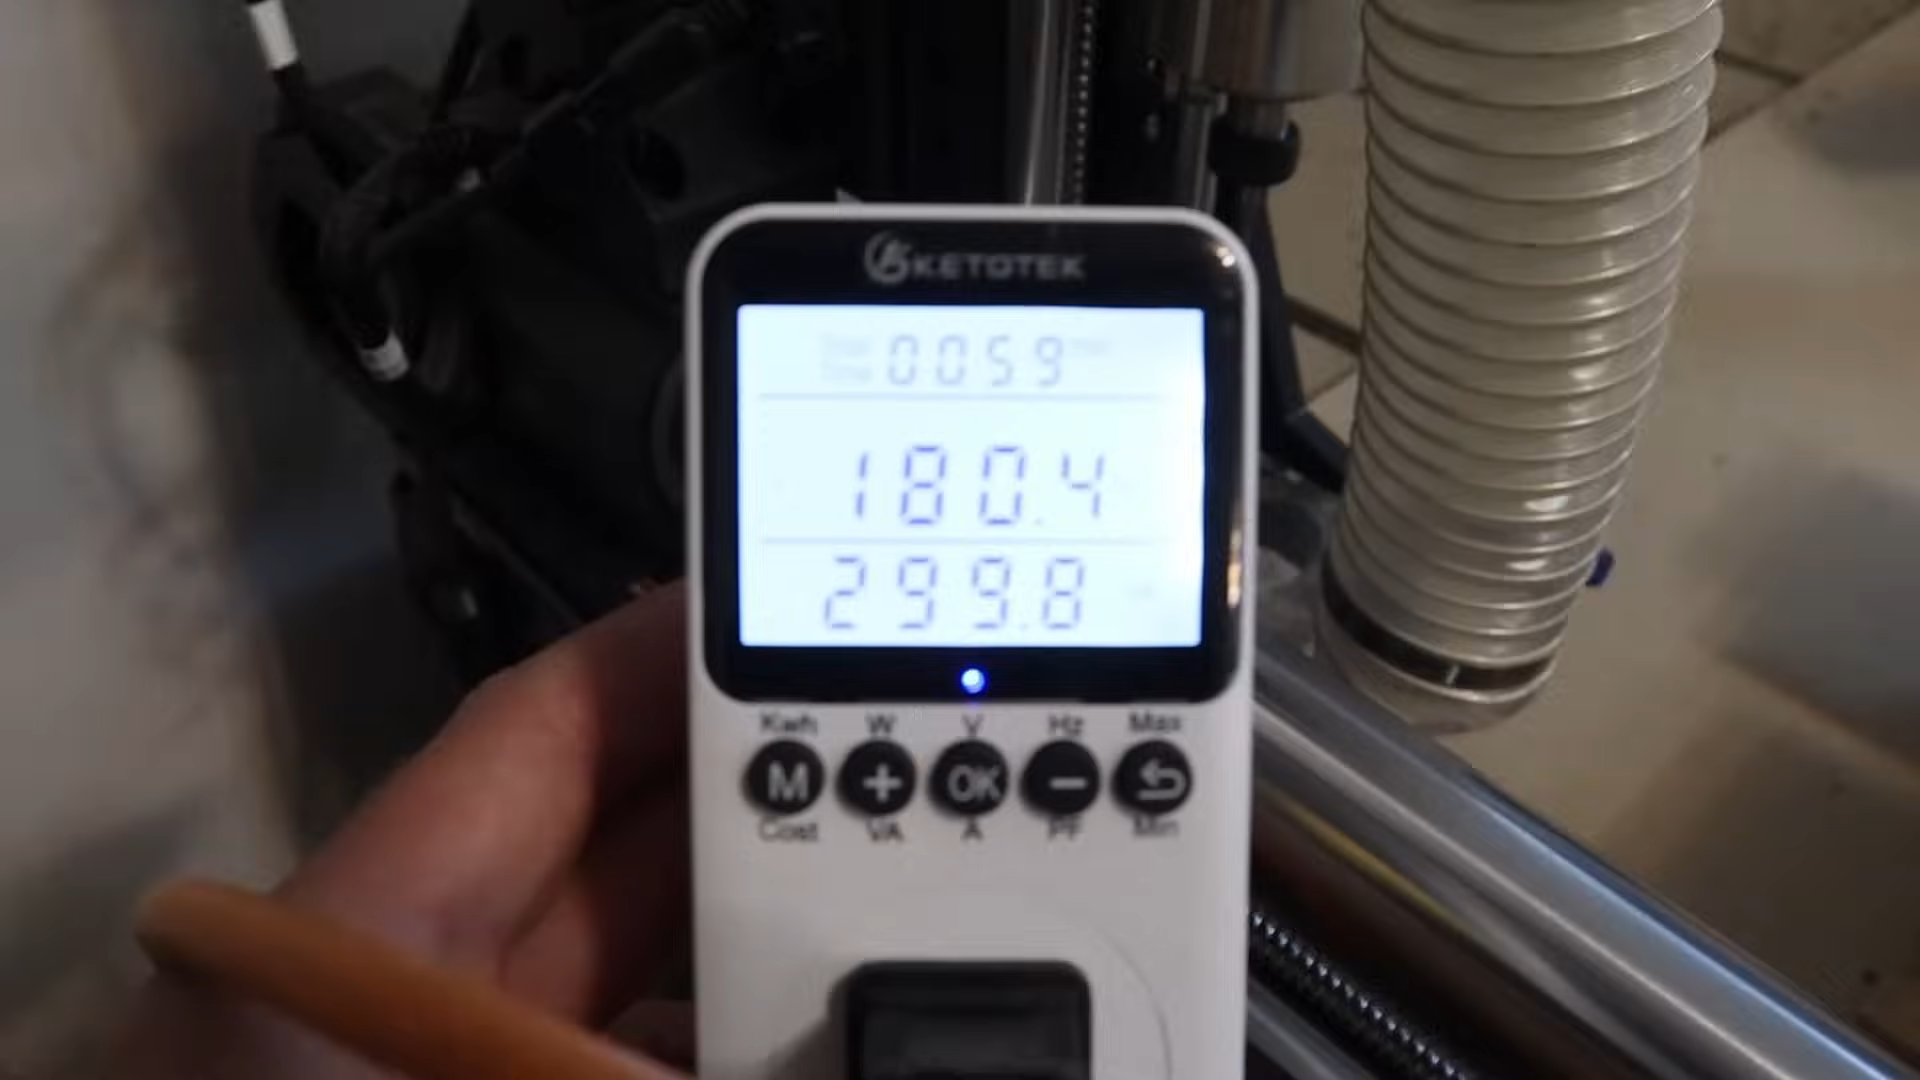 KETOTEK
0059
180.4
299.8
Kwh W V Hz Max
M + OK −
Cost VA A PF Min